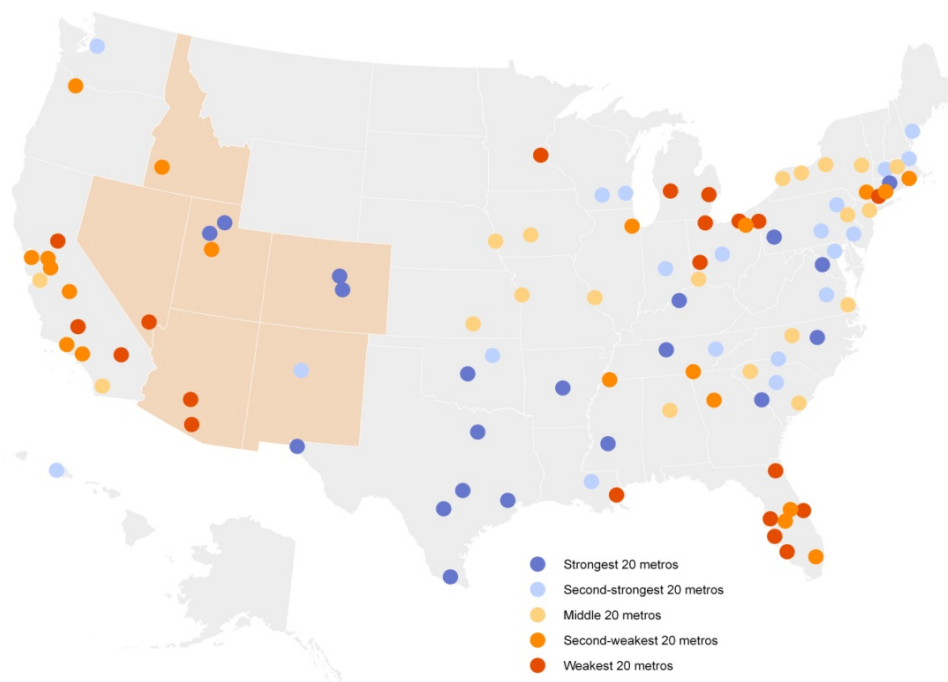 Strongest 20 metros
Second-strongest 20 metros
Middle 20 metros
Second-weakest 20 metros
Weakest 20 metros